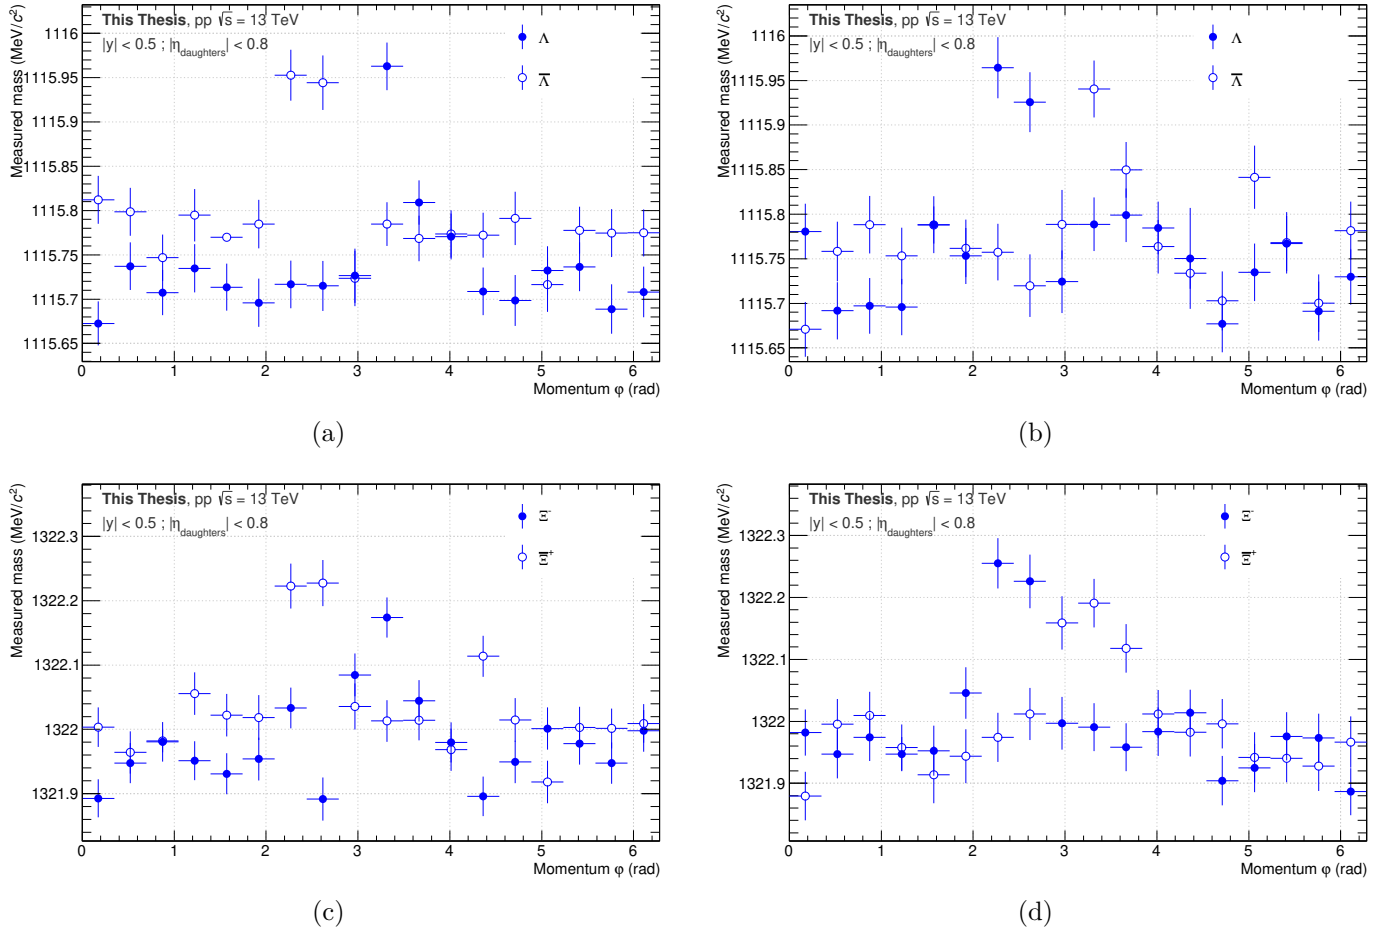 This Thesis, pp √s = 13 TeV
|y| < 0.5 ; |η_daughters| < 0.8
Λ
Λ̅
Measured mass (MeV/c²)
1116
1115.95
1115.9
1115.85
1115.8
1115.75
1115.7
1115.65
0 1 2 3 4 5 6
Momentum φ (rad)
(a)
This Thesis, pp √s = 13 TeV
|y| < 0.5 ; |η_daughters| < 0.8
Λ
Λ̅
Measured mass (MeV/c²)
1116
1115.95
1115.9
1115.85
1115.8
1115.75
1115.7
1115.65
0 1 2 3 4 5 6
Momentum φ (rad)
(b)
This Thesis, pp √s = 13 TeV
|y| < 0.5 ; |η_daughters| < 0.8
Ξ⁻
Ξ̅⁺
Measured mass (MeV/c²)
1322.3
1322.2
1322.1
1322
1321.9
0 1 2 3 4 5 6
Momentum φ (rad)
(c)
This Thesis, pp √s = 13 TeV
|y| < 0.5 ; |η_daughters| < 0.8
Ξ⁻
Ξ̅⁺
Measured mass (MeV/c²)
1322.3
1322.2
1322.1
1322
1321.9
0 1 2 3 4 5 6
Momentum φ (rad)
(d)